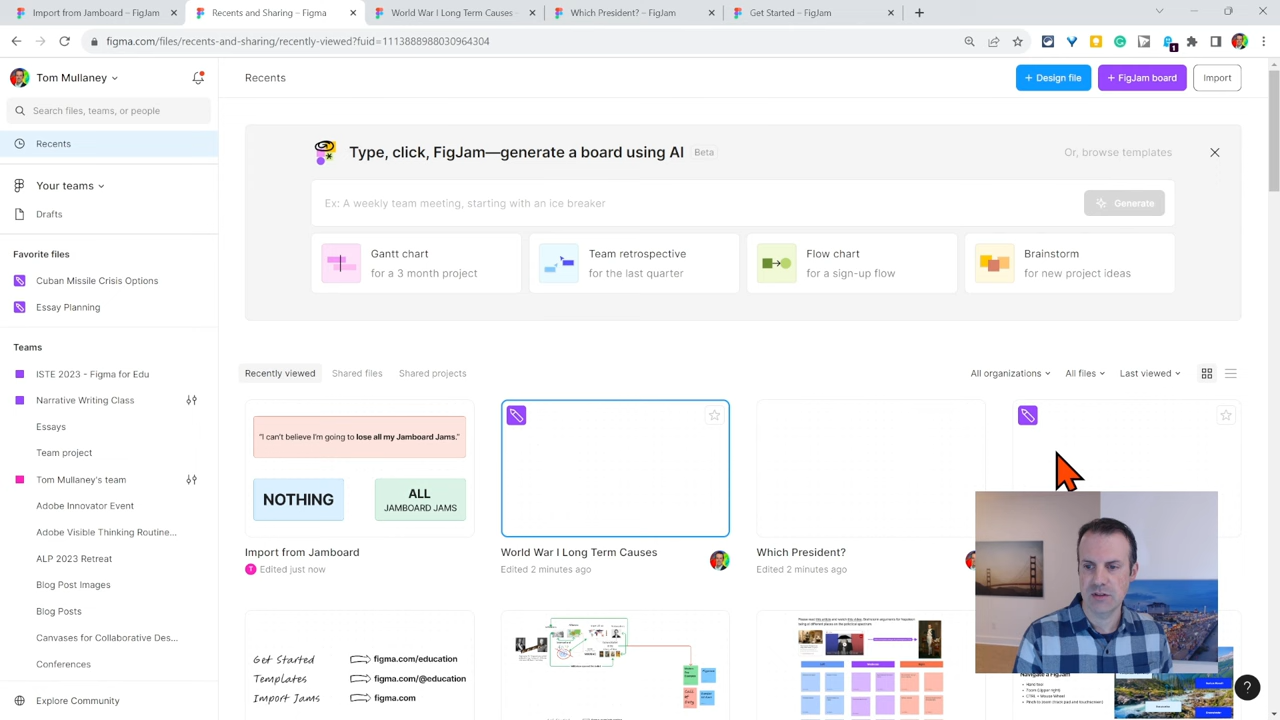 Import from Jamboard - FigJam
Recents and Sharing - Figma
World War I Long Term Causes -
Which President? - FigJam
Get Started - FigJam
figma.com/files/recents-and-sharing/recently-viewed?fuid=1113888988920964304
1
Tom Mullaney
Recents
+ Design file
+ FigJam board
Import
Search files, teams, or people
Recents
Your teams
Drafts
Favorite files
Cuban Missile Crisis
Essay Planning
Teams
ISTE 2023 - Figma for Edu
Narrative Writing Class
Essays
Team project
Tom Mullaney's team
Adobe Innovator Event
Adobe Visible Thinking Routine...
ALP 2023 Retreat
Blog Post Images
Blog Posts
Canvases for Collective Des...
Conferences
Explore Community
Type, click, FigJam—generate a board using AI
Beta
Or, browse templates
Ex: A weekly team meeting, starting with an ice breaker
Generate
Gantt chart
for a 3 month project
Team retrospective
for the last quarter
Flow chart
for a sign-up flow
Brainstorm
for new project ideas
Recently viewed
Shared files
Shared projects
All organizations
All files
Last viewed
"I can't believe I'm going to lose all my Jamboard Jams."
NOTHING
ALL
JAMBOARD JAMS
Import from Jamboard
T
Edited just now
World War I Long Term Causes
Edited 2 minutes ago
Which President?
Edited 2 minutes ago
Get Started
figma.com/education
Templates
figma.com/@education
figma.com
Navigate a FigJam
?